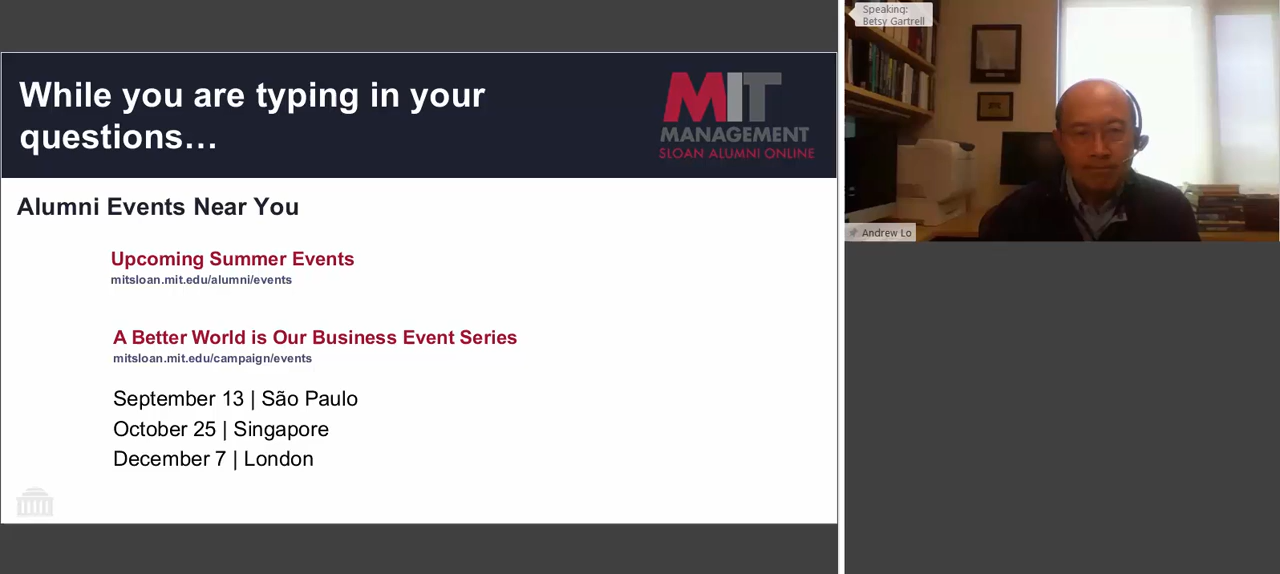 While you are typing in your
questions…
MIT
MANAGEMENT
SLOAN ALUMNI ONLINE
Alumni Events Near You
Upcoming Summer Events
mitsloan.mit.edu/alumni/events
A Better World is Our Business Event Series
mitsloan.mit.edu/campaign/events
September 13 | São Paulo
October 25 | Singapore
December 7 | London
Speaking:
Betsy Gartrell
Andrew Lo